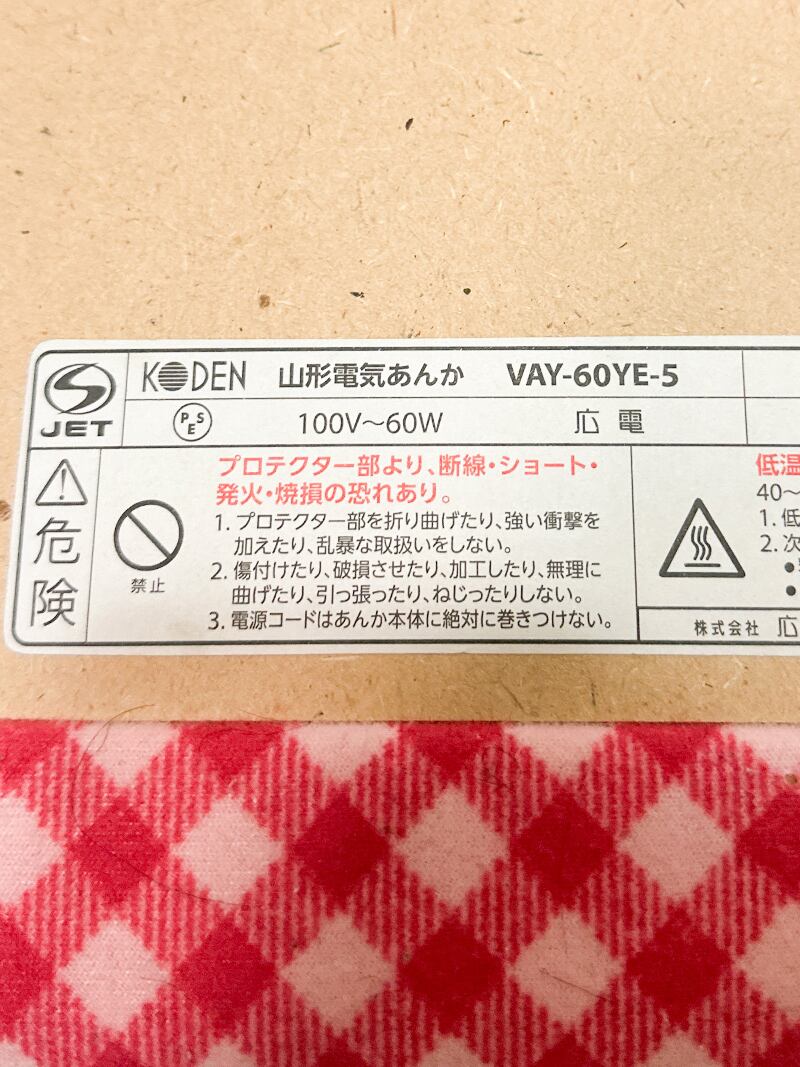 JET
KODEN 山形電気あんか VAY-60YE-5
PSE 100V～60W 広電
危険
禁止
プロテクター部より、断線・ショート・
発火・焼損の恐れあり。
1. プロテクター部を折り曲げたり、強い衝撃を
加えたり、乱暴な取扱いをしない。
2. 傷付けたり、破損させたり、加工したり、無理に
曲げたり、引っ張ったり、ねじったりしない。
3. 電源コードはあんか本体に絶対に巻きつけない。
低温
40～
1. 低
2. 次
株式会社 広